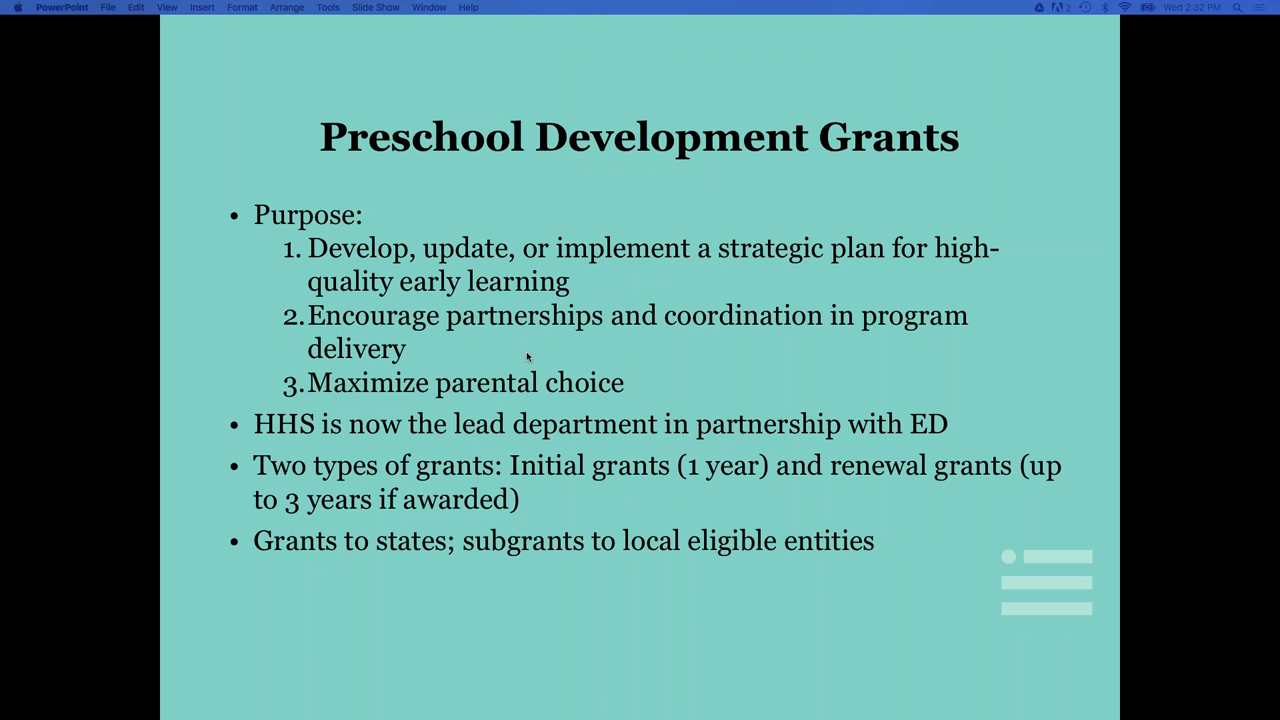 PowerPoint File Edit View Insert Format Arrange Tools Slide Show Window Help 2 Wed 2:32 PM
Preschool Development Grants
• Purpose:
1. Develop, update, or implement a strategic plan for high-
quality early learning
2. Encourage partnerships and coordination in program
delivery
3. Maximize parental choice
• HHS is now the lead department in partnership with ED
• Two types of grants: Initial grants (1 year) and renewal grants (up
to 3 years if awarded)
• Grants to states; subgrants to local eligible entities